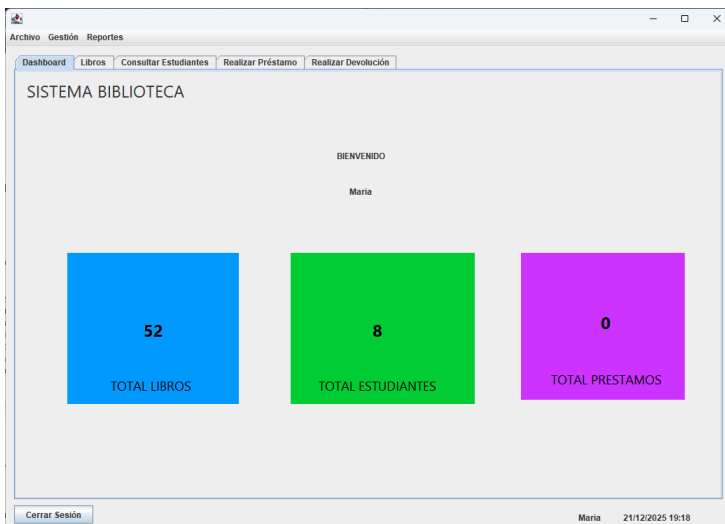 Archivo Gestión Reportes
Dashboard Libros Consultar Estudiantes Realizar Préstamo Realizar Devolución
SISTEMA BIBLIOTECA
BIENVENIDO
Maria
52 8 0
TOTAL LIBROS TOTAL ESTUDIANTES TOTAL PRESTAMOS
Cerrar Sesión Maria 21/12/2025 19:18